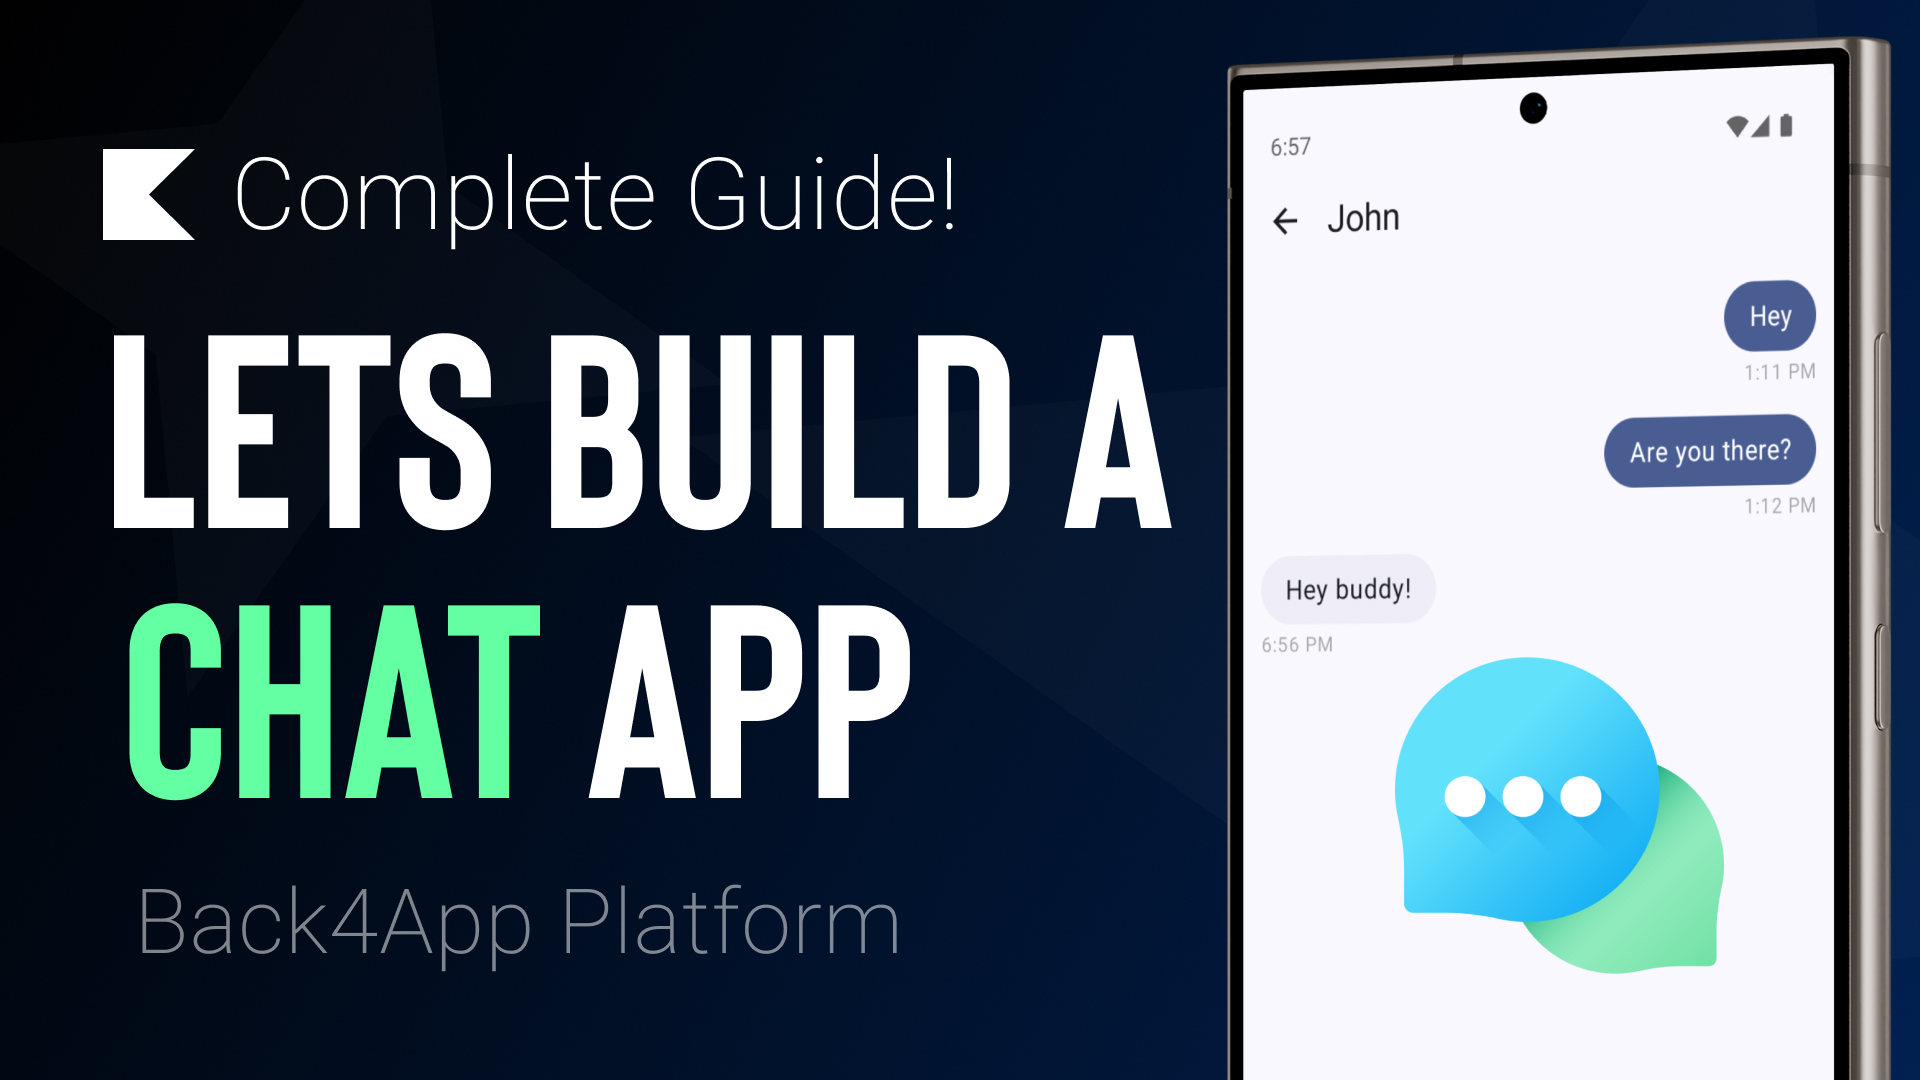 Complete Guide!
LETS BUILD A
CHAT APP
Back4App Platform
6:57
John
Hey
1:11 PM
Are you there?
1:12 PM
Hey buddy!
6:56 PM